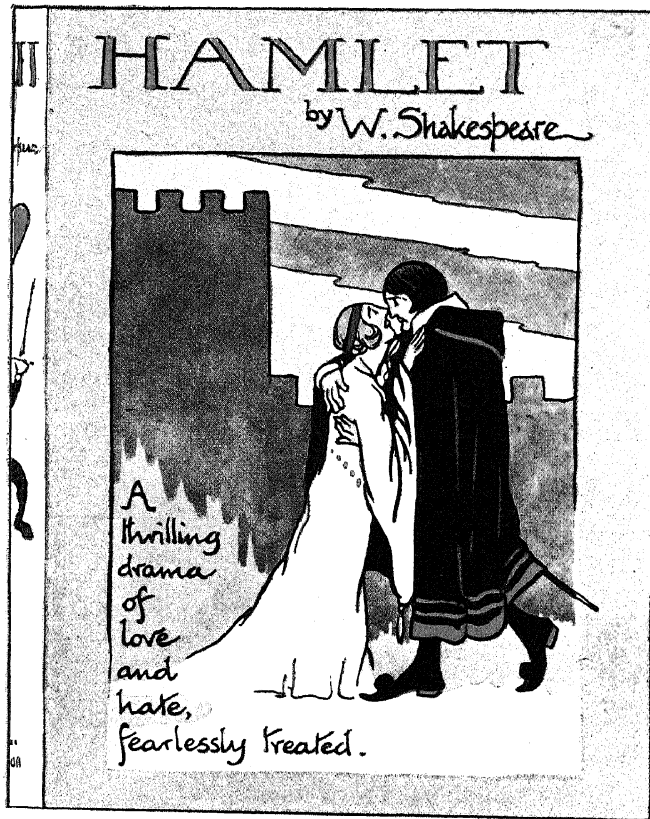 HAMLET
by W. Shakespeare
A
thrilling
drama
of
love
and
hate,
fearlessly treated.